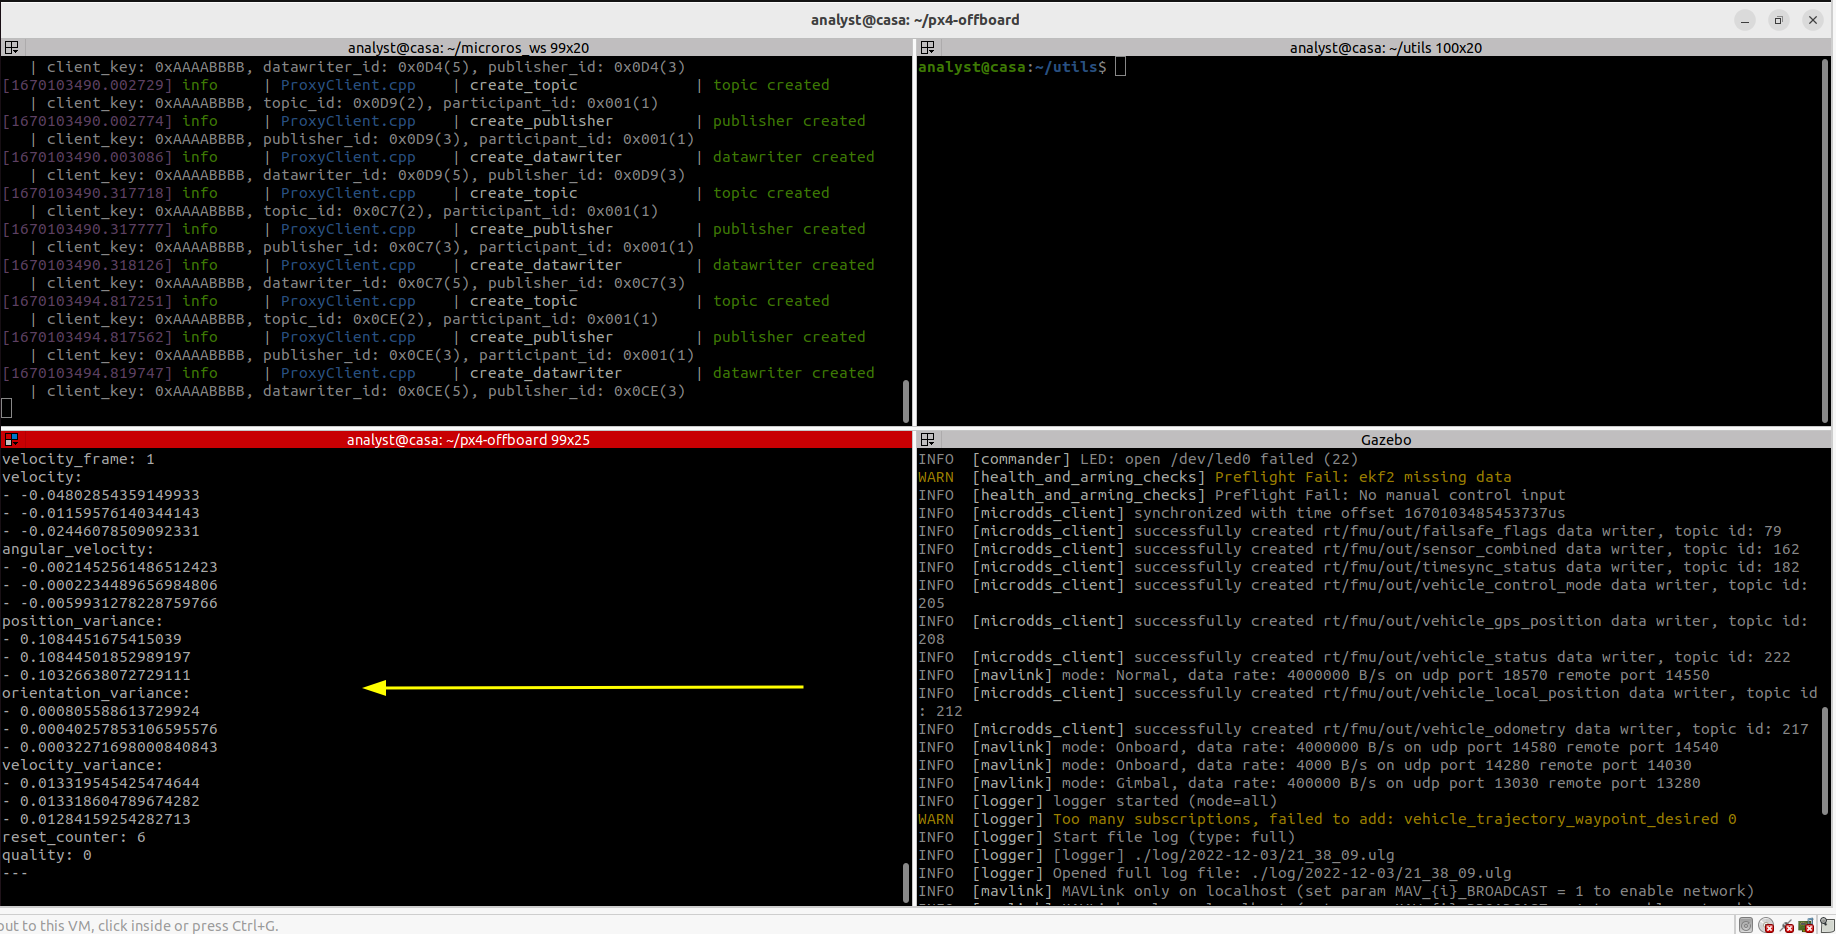 analyst@casa: ~/px4-offboard
analyst@casa: ~/microros_ws 99x20
| client_key: 0xAAAABBBB, datawriter_id: 0x0D4(5), publisher_id: 0x0D4(3)
[1670103490.002729] info | ProxyClient.cpp | create_topic | topic created
| client_key: 0xAAAABBBB, topic_id: 0x0D9(2), participant_id: 0x001(1)
[1670103490.002774] info | ProxyClient.cpp | create_publisher | publisher created
| client_key: 0xAAAABBBB, publisher_id: 0x0D9(3), participant_id: 0x001(1)
[1670103490.003086] info | ProxyClient.cpp | create_datawriter | datawriter created
| client_key: 0xAAAABBBB, datawriter_id: 0x0D9(5), publisher_id: 0x0D9(3)
[1670103490.317718] info | ProxyClient.cpp | create_topic | topic created
| client_key: 0xAAAABBBB, topic_id: 0x0C7(2), participant_id: 0x001(1)
[1670103490.317777] info | ProxyClient.cpp | create_publisher | publisher created
| client_key: 0xAAAABBBB, publisher_id: 0x0C7(3), participant_id: 0x001(1)
[1670103490.318126] info | ProxyClient.cpp | create_datawriter | datawriter created
| client_key: 0xAAAABBBB, datawriter_id: 0x0C7(5), publisher_id: 0x0C7(3)
[1670103494.817251] info | ProxyClient.cpp | create_topic | topic created
| client_key: 0xAAAABBBB, topic_id: 0x0CE(2), participant_id: 0x001(1)
[1670103494.817562] info | ProxyClient.cpp | create_publisher | publisher created
| client_key: 0xAAAABBBB, publisher_id: 0x0CE(3), participant_id: 0x001(1)
[1670103494.819747] info | ProxyClient.cpp | create_datawriter | datawriter created
| client_key: 0xAAAABBBB, datawriter_id: 0x0CE(5), publisher_id: 0x0CE(3)
analyst@casa: ~/utils 100x20
analyst@casa:~/utils$
analyst@casa: ~/px4-offboard 99x25
velocity_frame: 1
velocity:
- -0.04802854359149933
- -0.01159576140344143
- -0.02446078509092331
angular_velocity:
- -0.0021452561486512423
- -0.0002234489656984806
- -0.0059931278228759766
position_variance:
- 0.1084451675415039
- 0.10844501852989197
- 0.10326638072729111
orientation_variance:
- 0.000805588613729924
- 0.00040257853106595576
- 0.00032271698000840843
velocity_variance:
- 0.013319545425474644
- 0.013318604789674282
- 0.01284159254282713
reset_counter: 6
quality: 0
---
Gazebo
INFO [commander] LED: open /dev/led0 failed (22)
WARN [health_and_arming_checks] Preflight Fail: ekf2 missing data
INFO [health_and_arming_checks] Preflight Fail: No manual control input
INFO [microdds_client] synchronized with time offset 1670103485453737us
INFO [microdds_client] successfully created rt/fmu/out/failsafe_flags data writer, topic id: 79
INFO [microdds_client] successfully created rt/fmu/out/sensor_combined data writer, topic id: 162
INFO [microdds_client] successfully created rt/fmu/out/timesync_status data writer, topic id: 182
INFO [microdds_client] successfully created rt/fmu/out/vehicle_control_mode data writer, topic id:
205
INFO [microdds_client] successfully created rt/fmu/out/vehicle_gps_position data writer, topic id:
208
INFO [microdds_client] successfully created rt/fmu/out/vehicle_status data writer, topic id: 222
INFO [mavlink] mode: Normal, data rate: 4000000 B/s on udp port 18570 remote port 14550
INFO [microdds_client] successfully created rt/fmu/out/vehicle_local_position data writer, topic id
: 212
INFO [microdds_client] successfully created rt/fmu/out/vehicle_odometry data writer, topic id: 217
INFO [mavlink] mode: Onboard, data rate: 4000000 B/s on udp port 14580 remote port 14540
INFO [mavlink] mode: Onboard, data rate: 4000 B/s on udp port 14280 remote port 14030
INFO [mavlink] mode: Gimbal, data rate: 400000 B/s on udp port 13030 remote port 13280
INFO [logger] logger started (mode=all)
WARN [logger] Too many subscriptions, failed to add: vehicle_trajectory_waypoint_desired 0
INFO [logger] Start file log (type: full)
INFO [logger] [logger] ./log/2022-12-03/21_38_09.ulg
INFO [logger] Opened full log file: ./log/2022-12-03/21_38_09.ulg
INFO [mavlink] MAVLink only on localhost (set param MAV_{i}_BROADCAST = 1 to enable network)
out to this VM, click inside or press Ctrl+G.